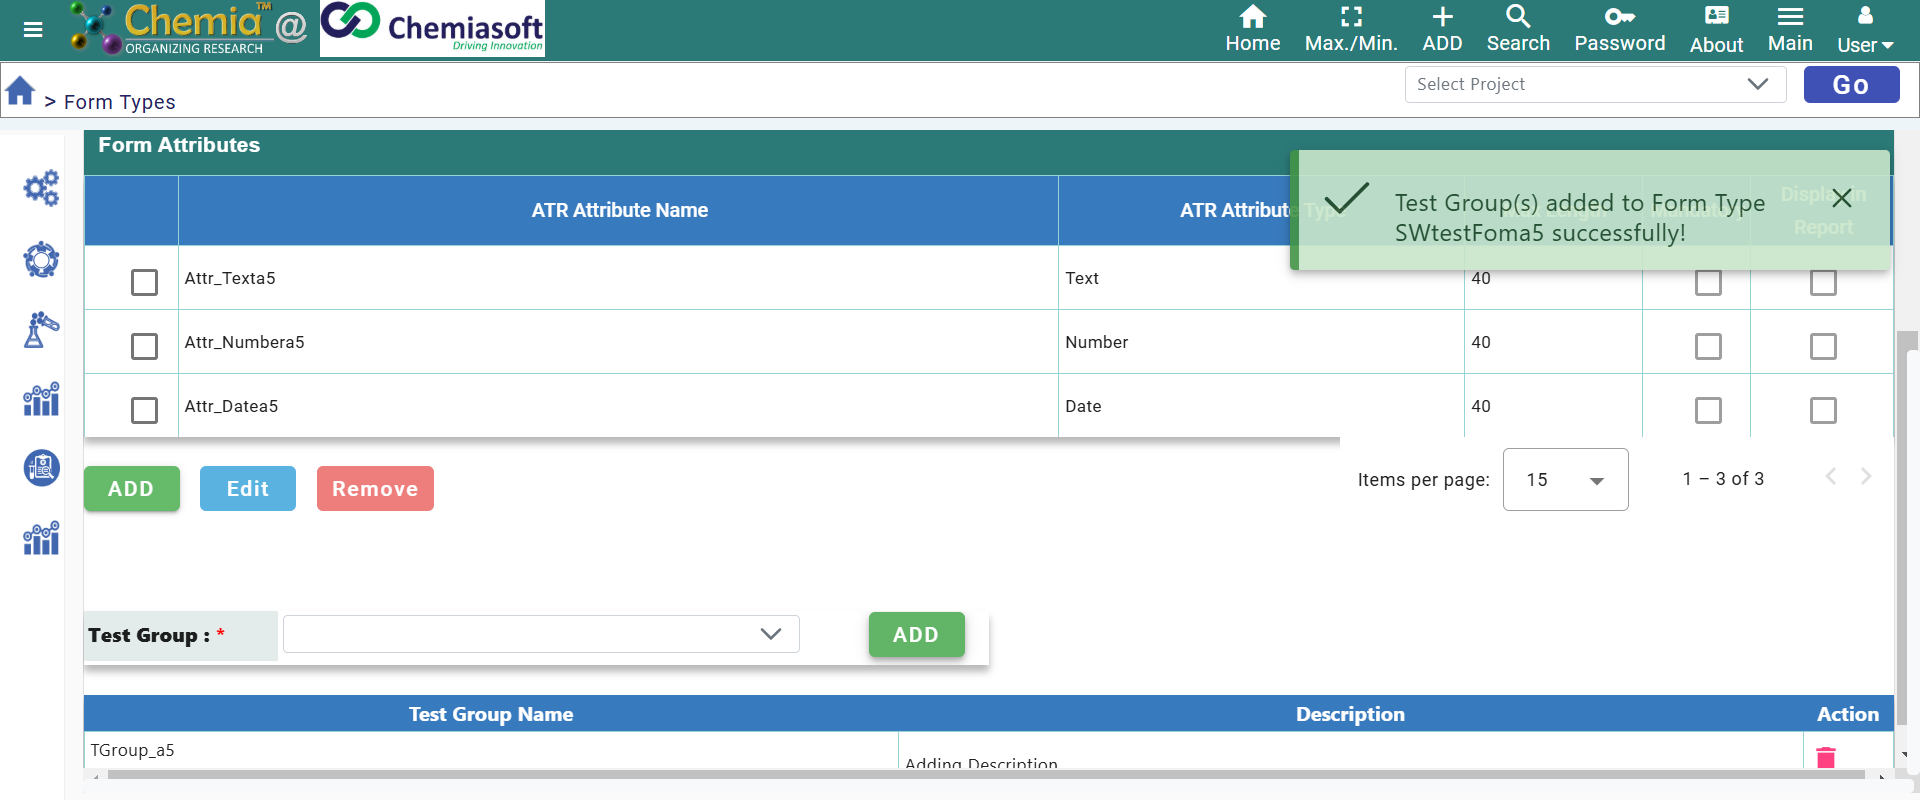 Chemia™ @ Chemiasoft
ORGANIZING RESEARCH
Driving Innovation
Home
Max./Min.
ADD
Search
Password
About
Main
User
> Form Types
Select Project
Go
Form Attributes
ATR Attribute Name
ATR Attribute Type
Display in Report
Test Group(s) added to Form Type
SWtestFoma5 successfully!
Attr_Texta5 Text 40
Attr_Numbera5 Number 40
Attr_Datea5 Date 40
ADD Edit Remove
Items per page: 15 1 – 3 of 3
Test Group : * ADD
Test Group Name Description Action
TGroup_a5
Adding Description